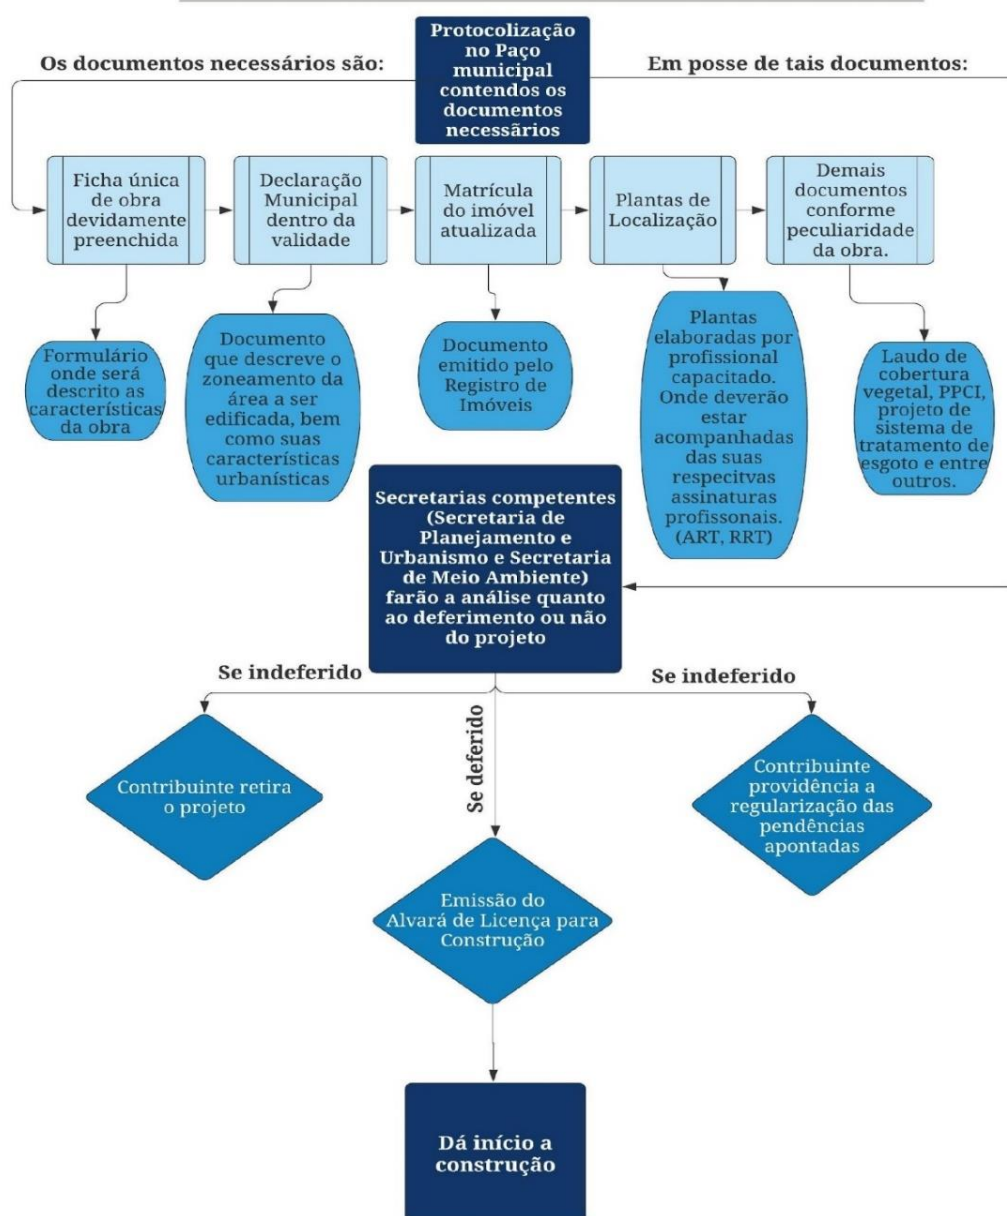 Protocolização
no Paço
municipal
contendos os
documentos
necessãrios
Os documentos necessários são:
Em posse de tais documentos:
Ficha única
de obra
devidamente
preenchida
Declaração
Municipal
dentro da
validade
Matrícula
do imóvel
atualizada
Plantas de
Localização
Demais
documentos
conforme
peculiaridade
da obra.
Formulário
onde será
descrito as
característícas
da obra
Documento
que descreve o
zoneamento da
área a ser
edificada, bem
como suas
características
urbanísticas
Documento
emitido pelo
Registro de
Imóveis
Plantas
elaboradas por
profissional
capacitado.
Onde deverão
estar
acompanhadas
das suas
respecitvas
assinaturas
profissonais.
(ART, RRT)
Laudo de
cobertura
vegetal, PPCI,
projeto de
sistema de
tratamento de
esgoto e entre
outros.
Secretarias competentes
(Secretaria de
Planejamento e
Urbanismo e Secretaria
de Meio Ambiente)
farão a análise quanto
ao deferimento ou não
do projeto
Se indeferido
Se deferido
Se indeferido
Contribuinte retira
o projeto
Contribuinte
providência a
regularização das
pendências
apontadas
Emissão do
Alvará de Licença para
Construção
Dá início a
construção